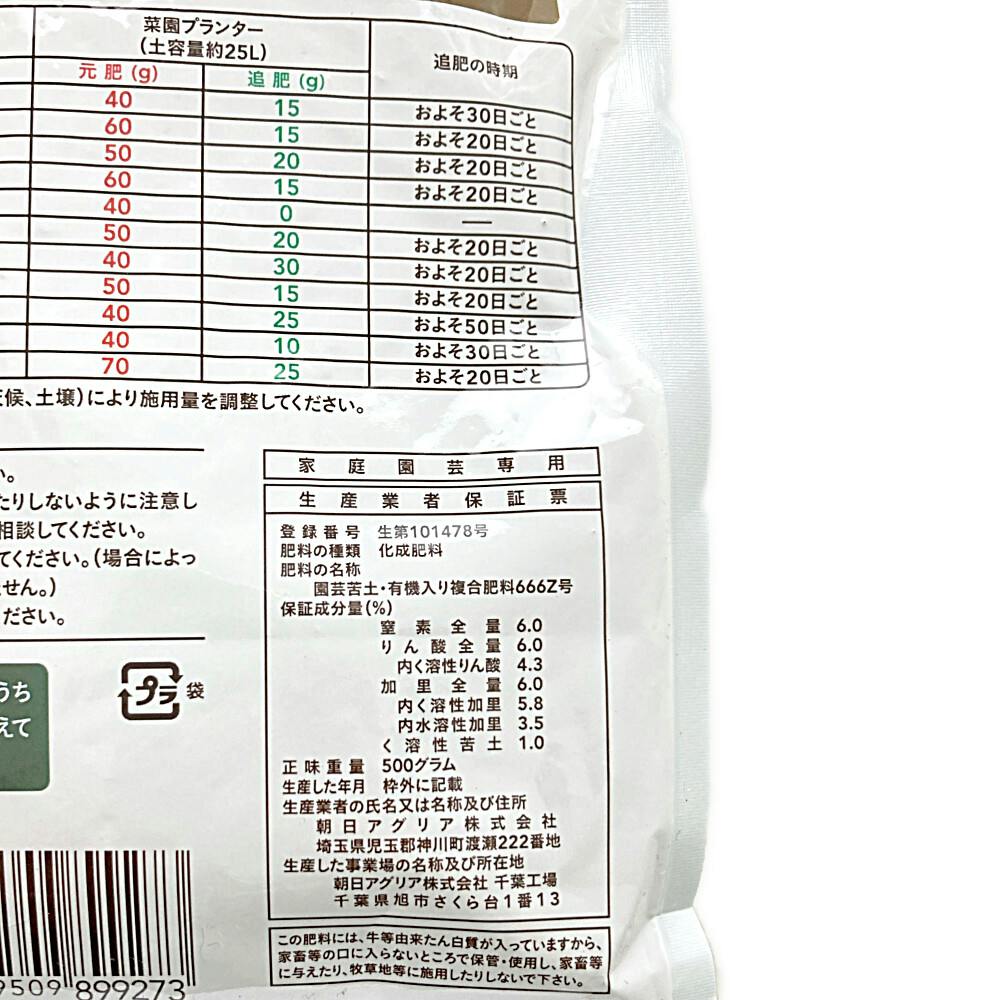 菜園プランター
(土容量約25L)
追肥の時期
元肥(g) 追肥(g)
40 15 およそ30日ごと
60 15 およそ20日ごと
50 20 およそ20日ごと
60 15 およそ20日ごと
40 0 —
50 20 およそ20日ごと
40 30 およそ20日ごと
50 15 およそ20日ごと
40 25 およそ50日ごと
40 10 およそ30日ごと
70 25 およそ20日ごと
候、土壌)により施用量を調整してください。
い。
たりしないように注意し
相談してください。
てください。(場合によっ
せん。)
ださい。
うち
えて
プラ 袋
9509 899273
家庭園芸専用
生産業者保証票
登録番号 生第101478号
肥料の種類 化成肥料
肥料の名称
園芸苦土・有機入り複合肥料666Z号
保証成分量(%)
窒素全量 6.0
りん酸全量 6.0
内く溶性りん酸 4.3
加里全量 6.0
内く溶性加里 5.8
内水溶性加里 3.5
く溶性苦土 1.0
正味重量 500グラム
生産した年月 枠外に記載
生産業者の氏名又は名称及び住所
朝日アグリア株式会社
埼玉県児玉郡神川町渡瀬222番地
生産した事業場の名称及び所在地
朝日アグリア株式会社 千葉工場
千葉県旭市さくら台1番13
この肥料には、牛等由来たん白質が入っていますから、
家畜等の口に入らないところで保管・使用し、家畜等
に与えたり、牧草地等に施用したりしないで下さい。